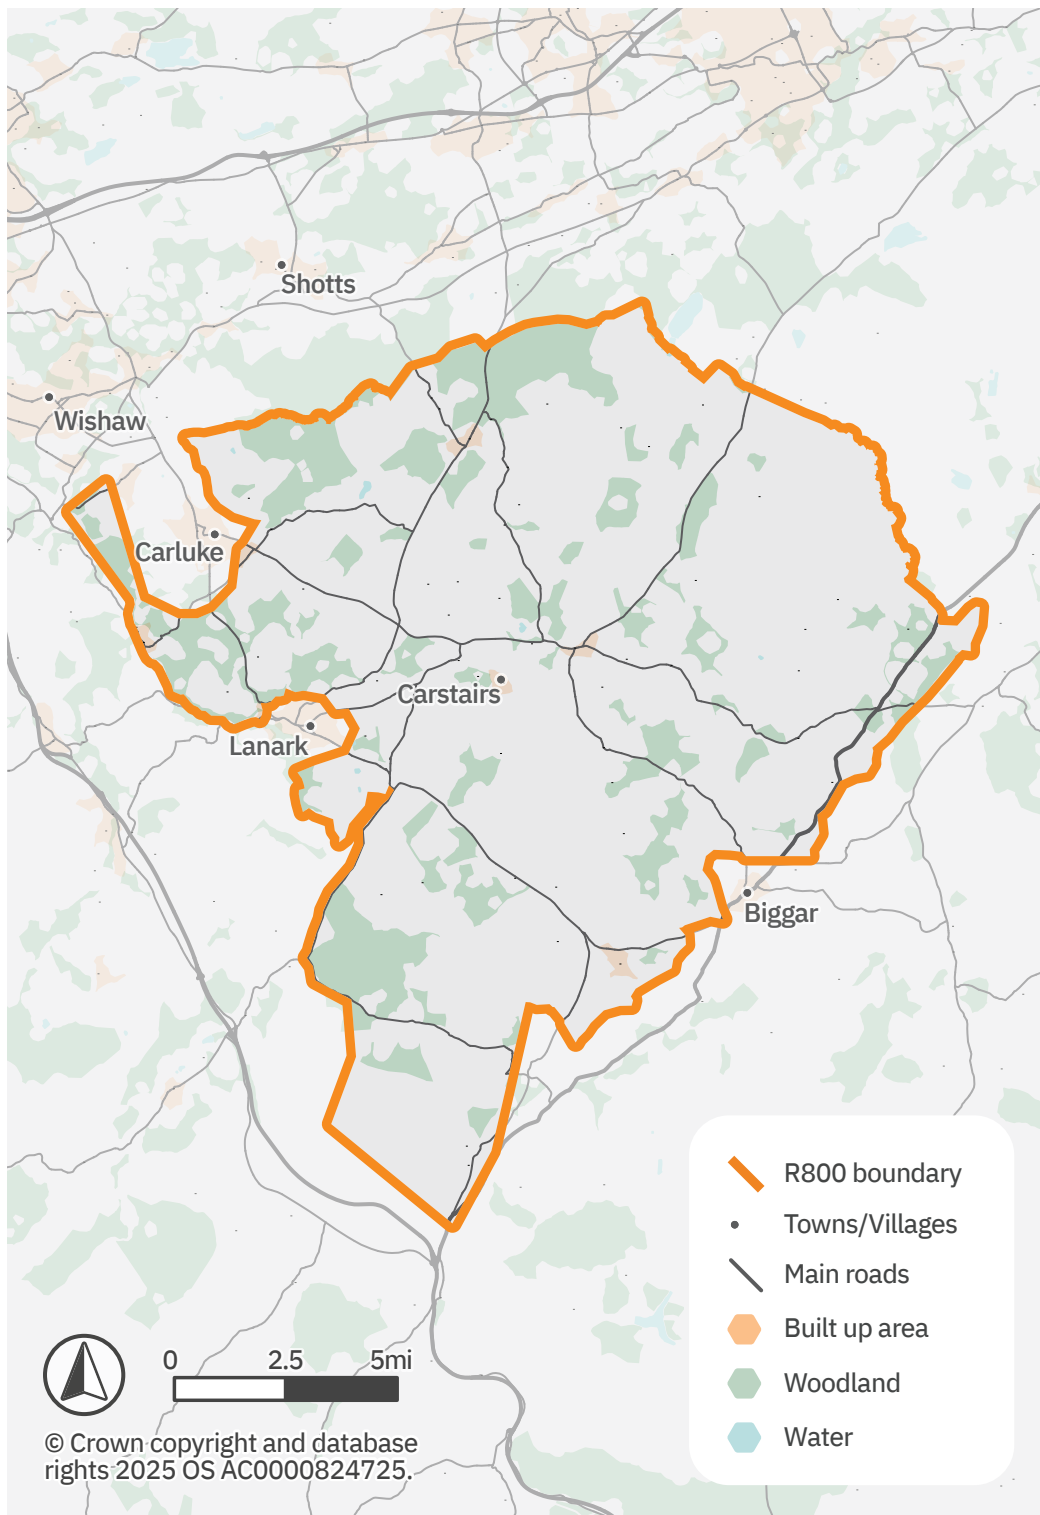 Shotts
Wishaw
Carluke
Carstairs
Lanark
Biggar
R800 boundary
Towns/Villages
Main roads
Built up area
Woodland
Water
0 2.5 5mi
© Crown copyright and database
rights 2025 OS AC0000824725.